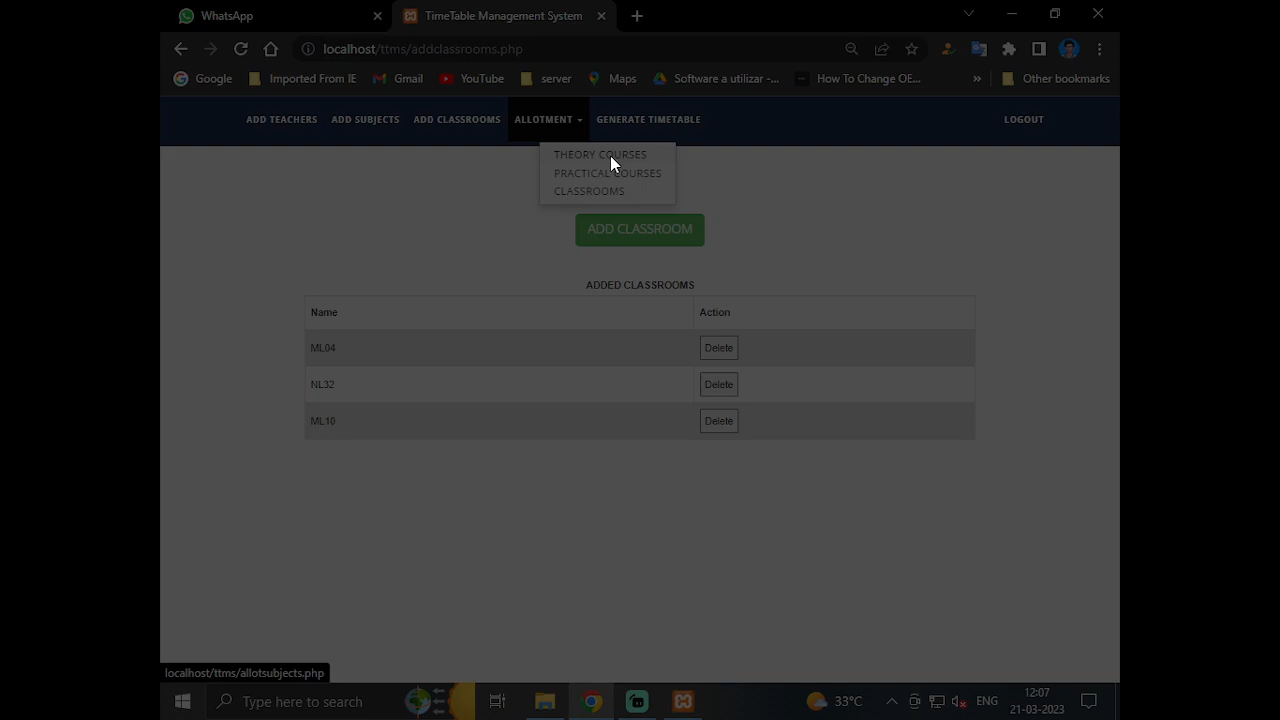 WhatsApp
TimeTable Management System
localhost/ttms/addclassrooms.php
Google
Imported From IE
Gmail
YouTube
server
Maps
Software a utilizar -...
How To Change OE...
»
Other bookmarks
ADD TEACHERS
ADD SUBJECTS
ADD CLASSROOMS
ALLOTMENT
GENERATE TIMETABLE
LOGOUT
THEORY COURSES
PRACTICAL COURSES
CLASSROOMS
ADD CLASSROOM
ADDED CLASSROOMS
Name Action
ML04 Delete
NL32 Delete
ML10 Delete
localhost/ttms/allotsubjects.php
Type here to search
33°C
ENG
12:07
21-03-2023